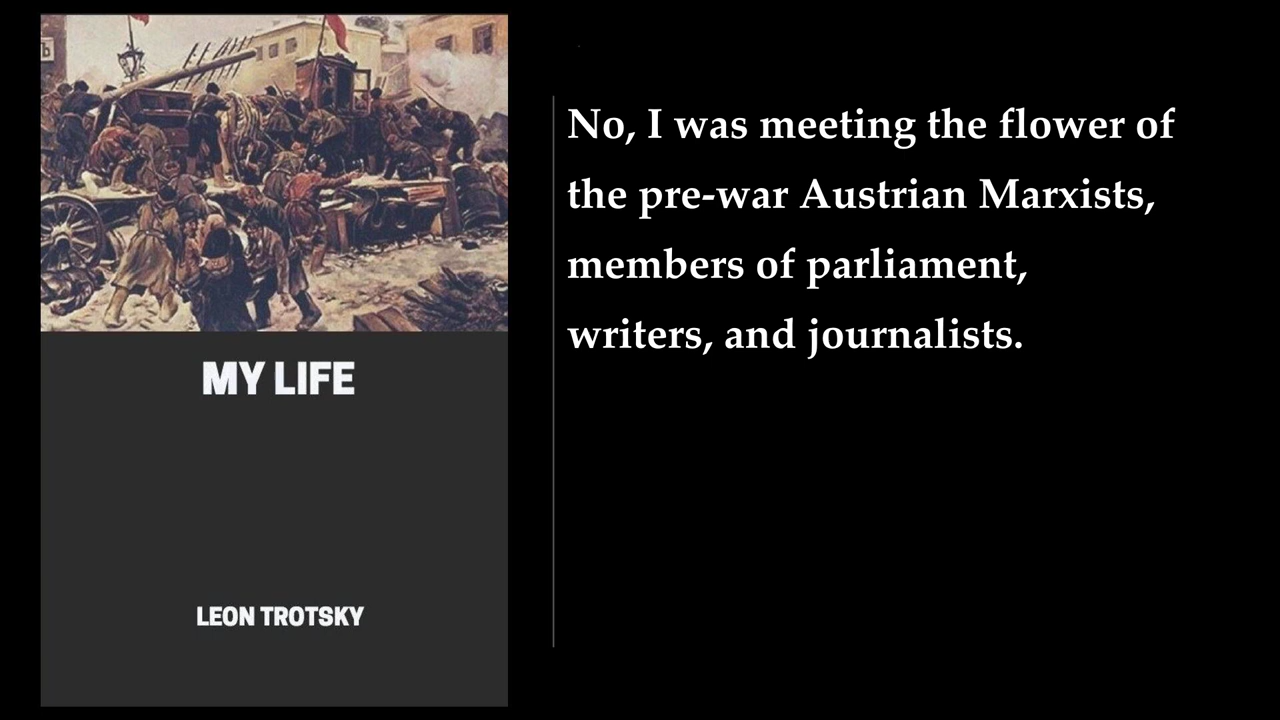 MY LIFE
LEON TROTSKY
No, I was meeting the flower of
the pre-war Austrian Marxists,
members of parliament,
writers, and journalists.